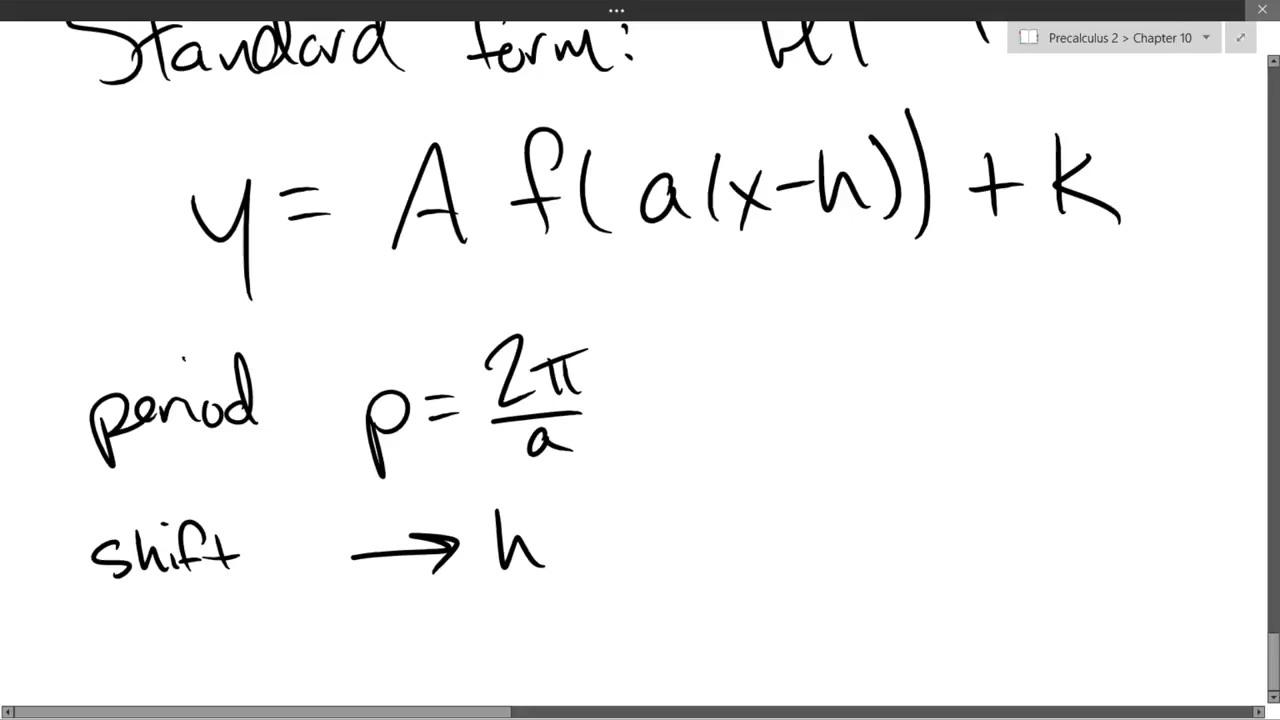 Precalculus 2 > Chapter 10
Standard form:
y = A f( a(x-h)) + k
period p = 2π/a
shift → h